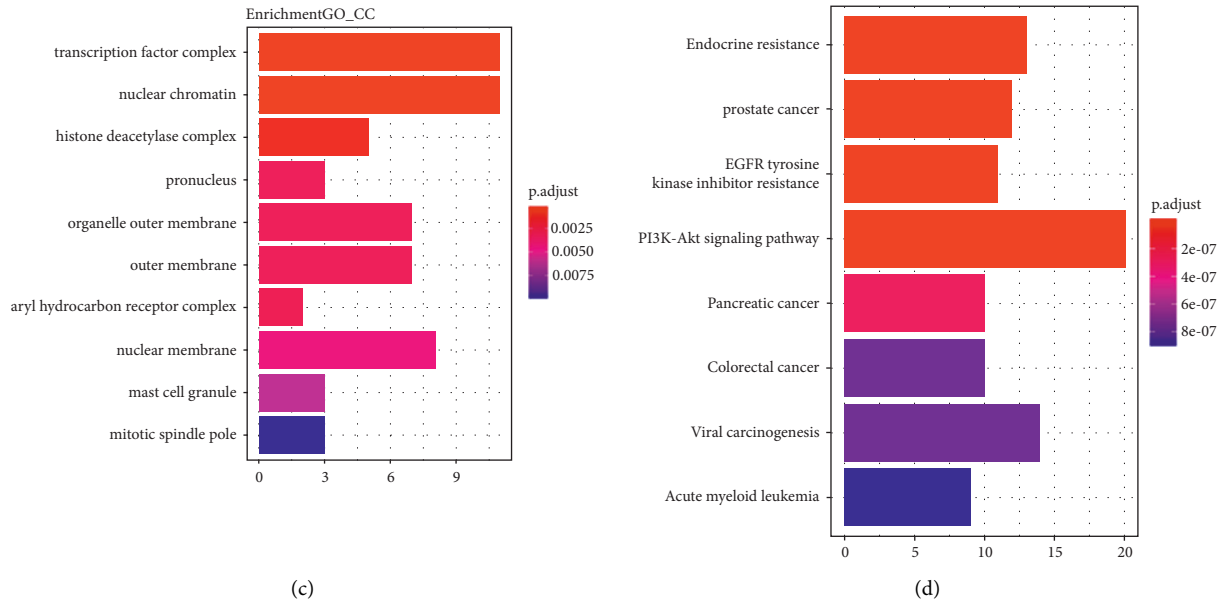 EnrichmentGO_CC
transcription factor complex
nuclear chromatin
histone deacetylase complex
pronucleus
organelle outer membrane
outer membrane
aryl hydrocarbon receptor complex
nuclear membrane
mast cell granule
mitotic spindle pole
0 3 6 9
p.adjust
0.0025
0.0050
0.0075
(c)
Endocrine resistance
prostate cancer
EGFR tyrosine
kinase inhibitor resistance
PI3K-Akt signaling pathway
Pancreatic cancer
Colorectal cancer
Viral carcinogenesis
Acute myeloid leukemia
0 5 10 15 20
p.adjust
2e-07
4e-07
6e-07
8e-07
(d)